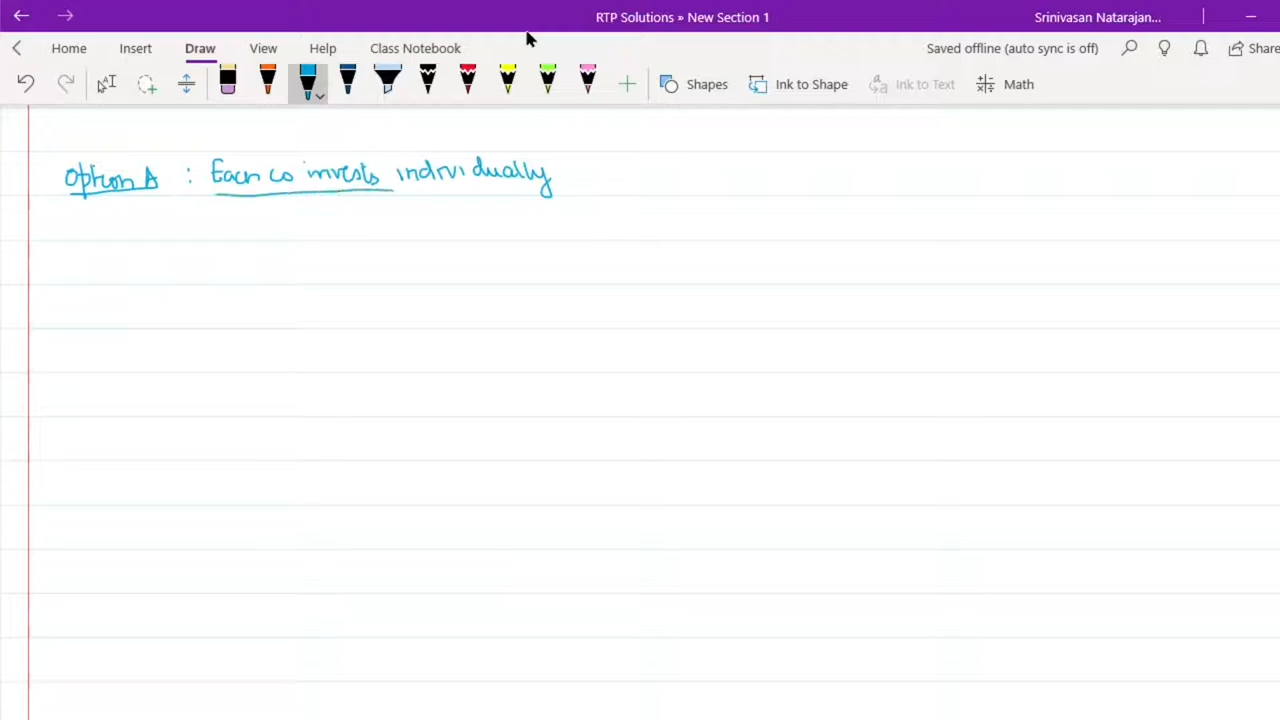 RTP Solutions » New Section 1
Srinivasan Natarajan...
Home Insert Draw View Help Class Notebook
Saved offline (auto sync is off) Share
Shapes Ink to Shape Ink to Text Math
Option A : Each co invests individually